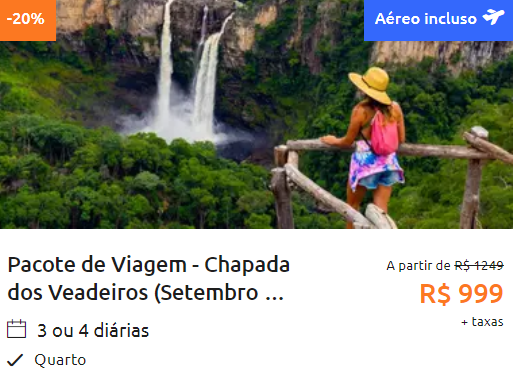 -20%
Aéreo incluso
Pacote de Viagem - Chapada
dos Veadeiros (Setembro ...
A partir de R$ 1249
R$ 999
+ taxas
3 ou 4 diárias
Quarto